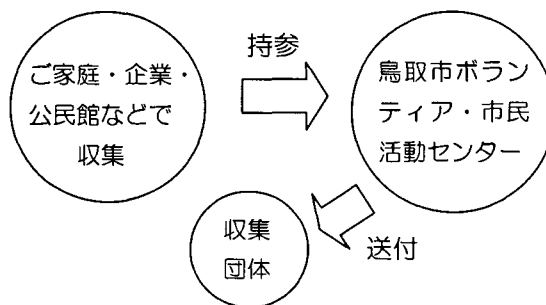 ご家庭・企業・
公民館などで
収集
持参
鳥取市ボラン
ティア・市民
活動センター
送付
収集
団体